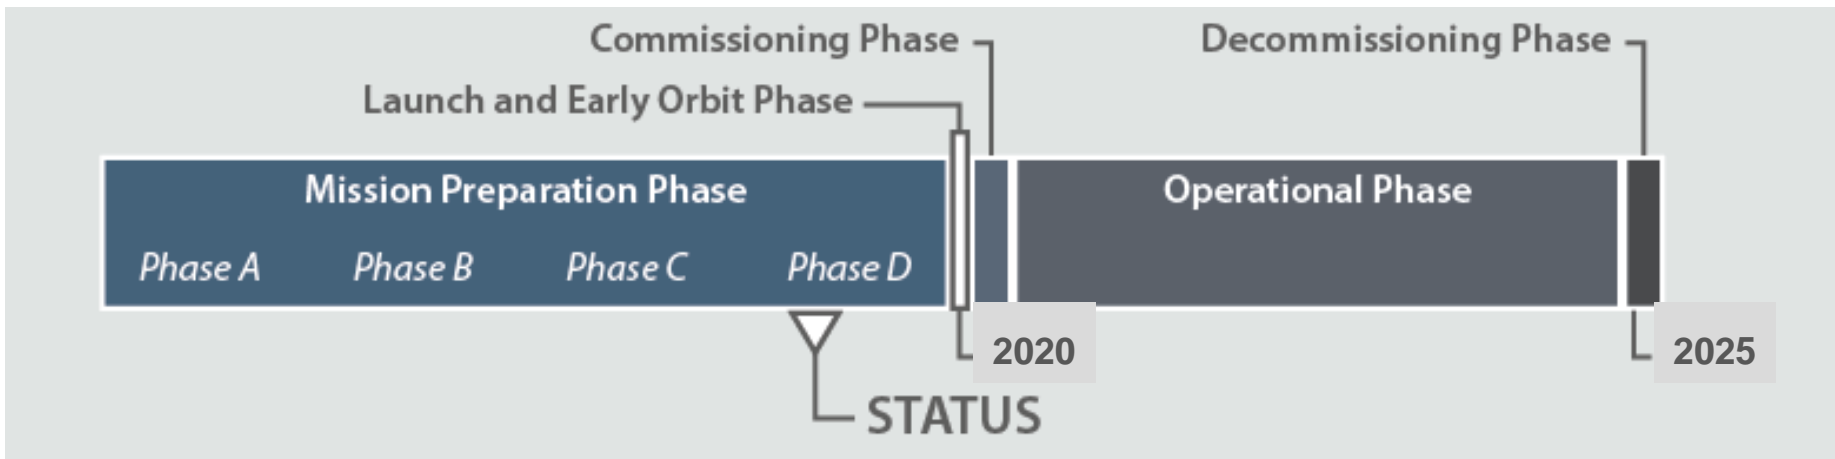 Commissioning Phase
Decommissioning Phase
Launch and Early Orbit Phase
Mission Preparation Phase
Operational Phase
Phase A
Phase B
Phase C
Phase D
2020
2025
STATUS